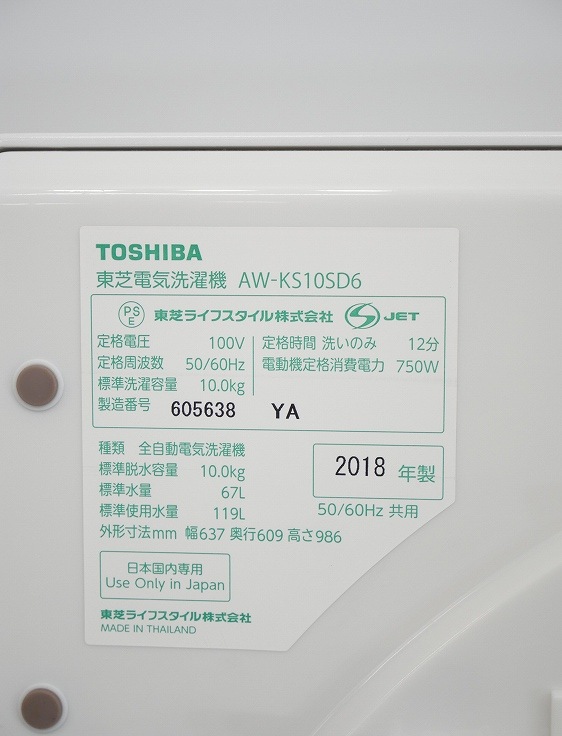 TOSHIBA
東芝電気洗濯機 AW-KS10SD6
PS E 東芝ライフスタイル株式会社 S JET
定格電圧 100V
定格周波数 50/60Hz
標準洗濯容量 10.0kg
製造番号 605638 YA
定格時間 洗いのみ 12分
電動機定格消費電力 750W
種類 全自動電気洗濯機
標準脱水容量 10.0kg
標準水量 67L
標準使用水量 119L
外形寸法mm 幅637 奥行609 高さ986
2018 年製
50/60Hz 共用
日本国内専用
Use Only in Japan
東芝ライフスタイル株式会社
MADE IN THAILAND